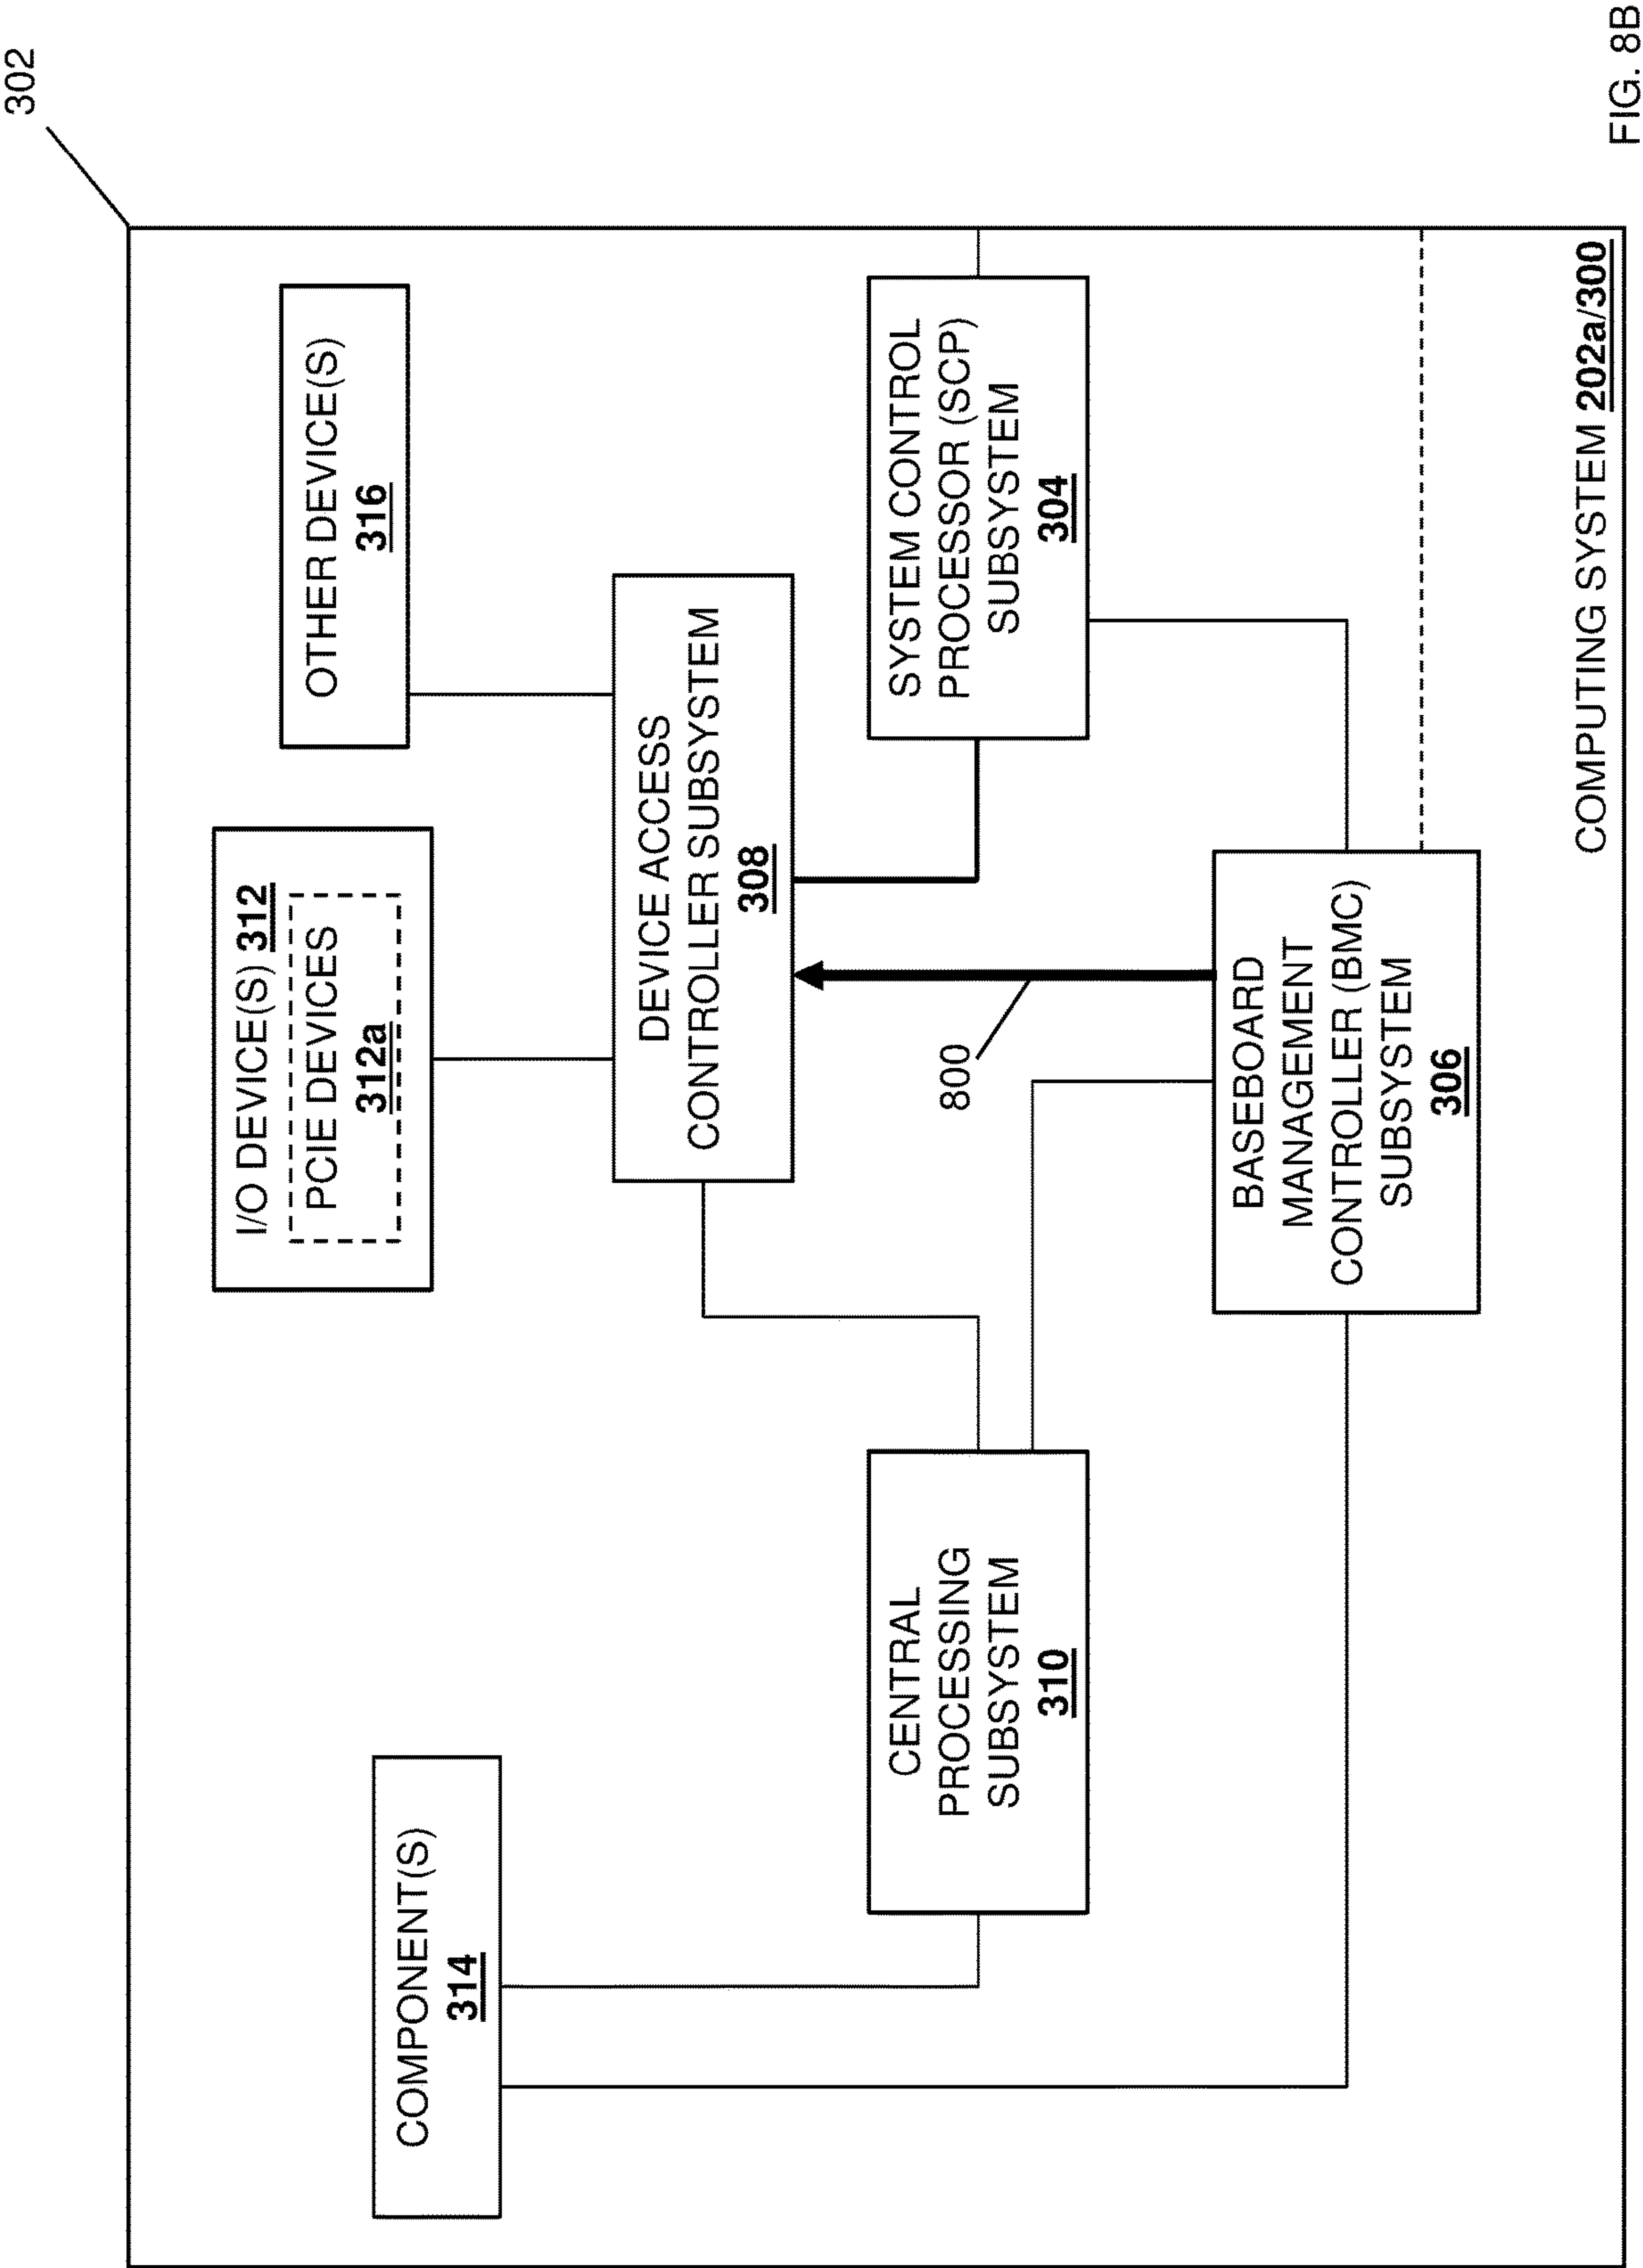 302
COMPONENT(S)
314
I/O DEVICE(S) 312
PCIE DEVICES
312a
OTHER DEVICE(S)
316
DEVICE ACCESS
CONTROLLER SUBSYSTEM
308
CENTRAL
PROCESSING
SUBSYSTEM
310
800
SYSTEM CONTROL
PROCESSOR (SCP)
SUBSYSTEM
304
BASEBOARD
MANAGEMENT
CONTROLLER (BMC)
SUBSYSTEM
306
COMPUTING SYSTEM 202a/300
FIG. 8B